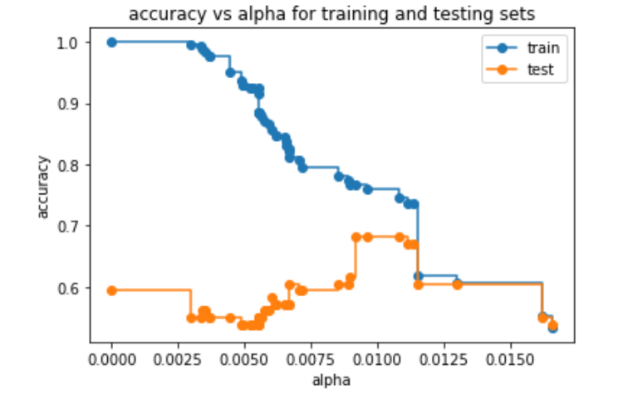 accuracy vs alpha for training and testing sets
train
test
1.0
0.9
0.8
0.7
0.6
accuracy
0.0000 0.0025 0.0050 0.0075 0.0100 0.0125 0.0150
alpha